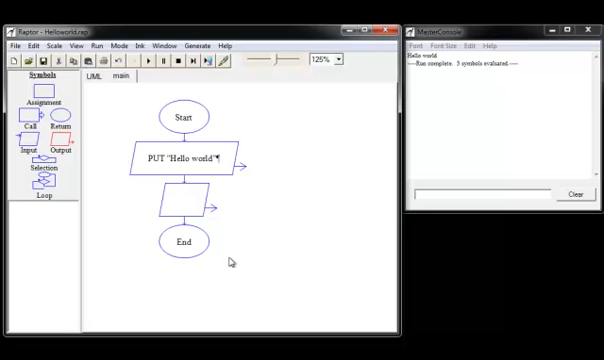 Raptor - Helloworld.rap
File Edit Scale View Run Mode Ink Window Generate Help
125%
Symbols
Assignment
Call Return
Input Output
Selection
Loop
UML main
Start
PUT "Hello world"¶
End
MasterConsole
Font Font Size Edit Help
Hello world
----Run complete. 3 symbols evaluated.----
Clear